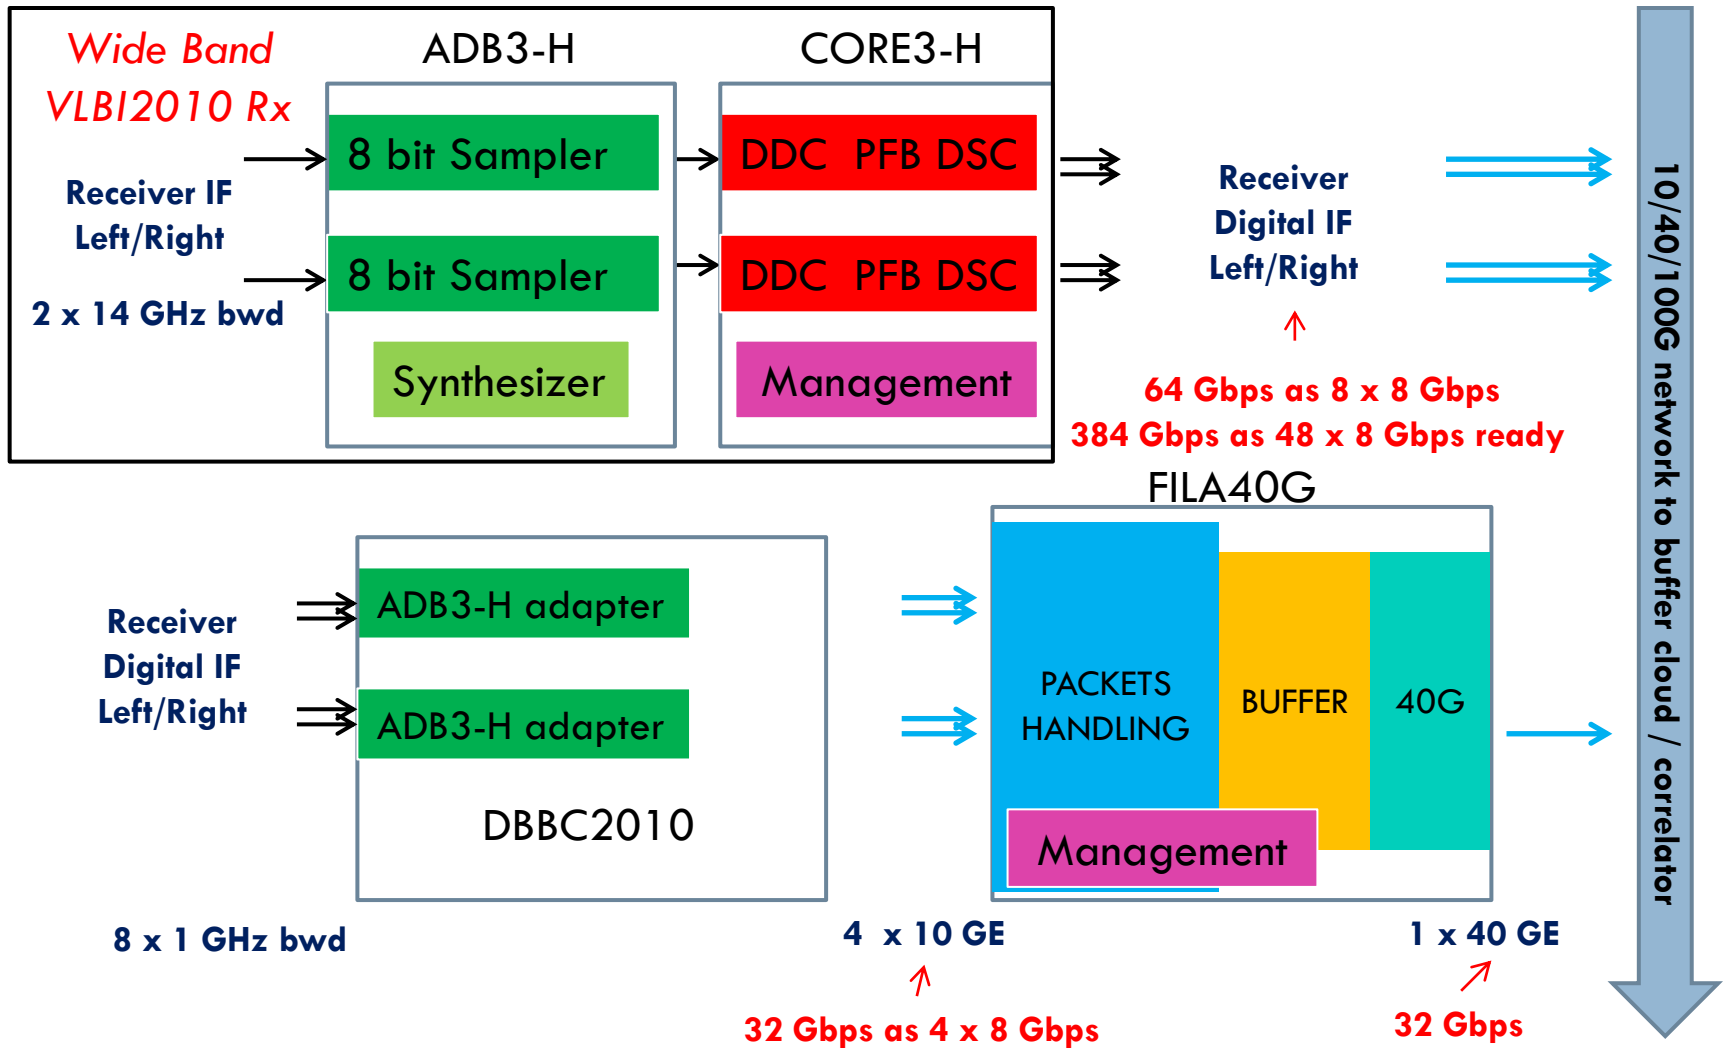 Wide Band
VLBI2010 Rx
ADB3-H
CORE3-H
8 bit Sampler
DDC PFB DSC
Receiver IF
Left/Right
8 bit Sampler
DDC PFB DSC
2 x 14 GHz bwd
Synthesizer
Management
Receiver
Digital IF
Left/Right
64 Gbps as 8 x 8 Gbps
384 Gbps as 48 x 8 Gbps ready
10/40/100G network to buffer cloud / correlator
FILA40G
Receiver
Digital IF
Left/Right
ADB3-H adapter
ADB3-H adapter
DBBC2010
PACKETS
HANDLING
BUFFER
40G
Management
8 x 1 GHz bwd
4 x 10 GE
1 x 40 GE
32 Gbps as 4 x 8 Gbps
32 Gbps